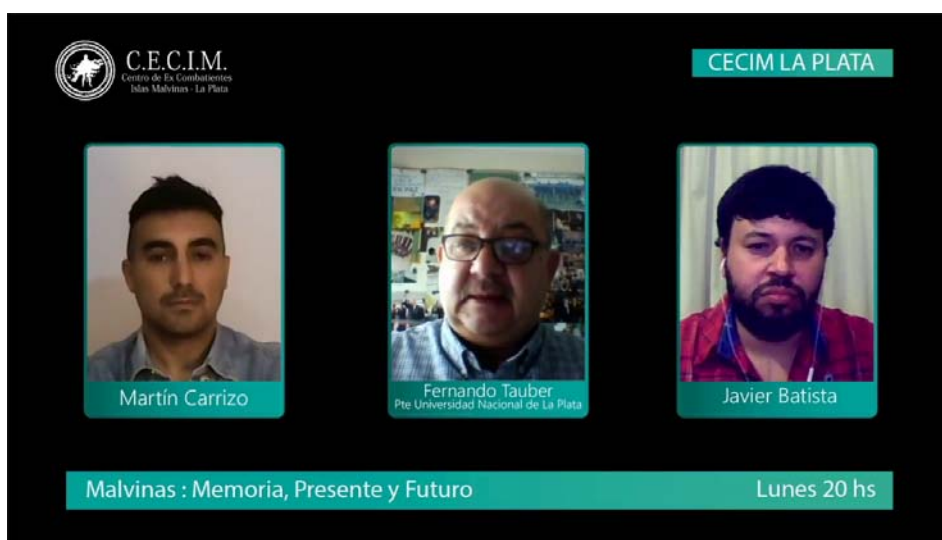 C.E.C.I.M.
Centro de Ex Combatientes
Islas Malvinas - La Plata
CECIM LA PLATA
Martín Carrizo
Fernando Tauber
Pte Universidad Nacional de La Plata
Javier Batista
Malvinas : Memoria, Presente y Futuro
Lunes 20 hs